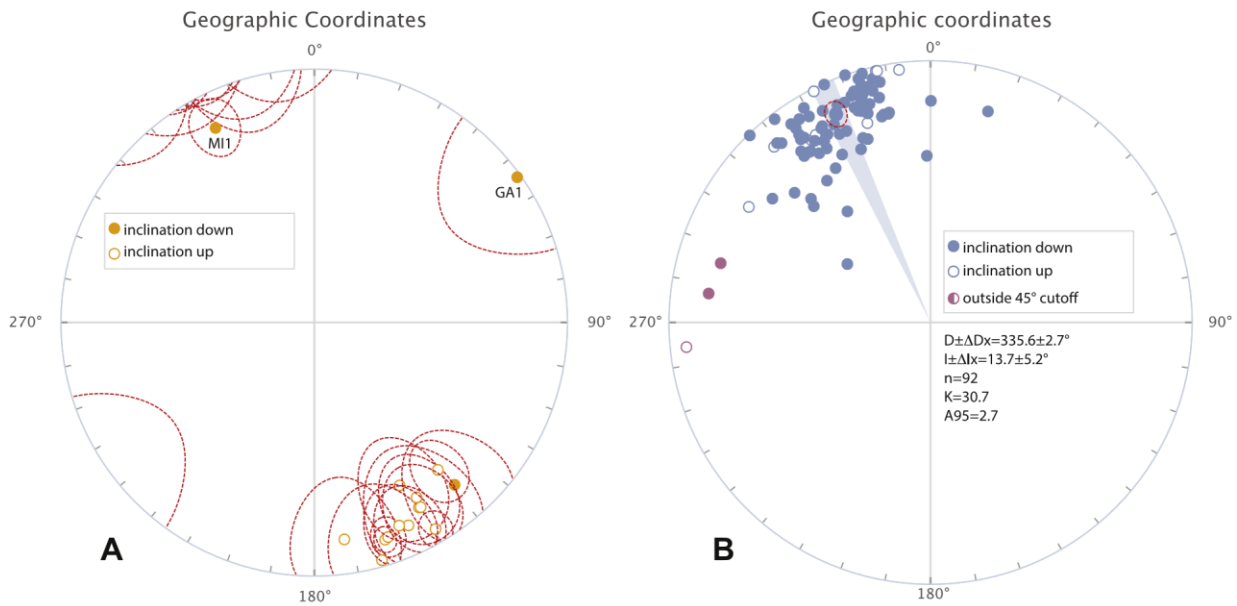 Geographic Coordinates
0°
MI1
GA1
inclination down
inclination up
270°
90°
A
180°
Geographic coordinates
0°
inclination down
inclination up
outside 45° cutoff
270°
90°
D±ΔDx=335.6±2.7°
I±ΔIx=13.7±5.2°
n=92
K=30.7
A95=2.7
B
180°